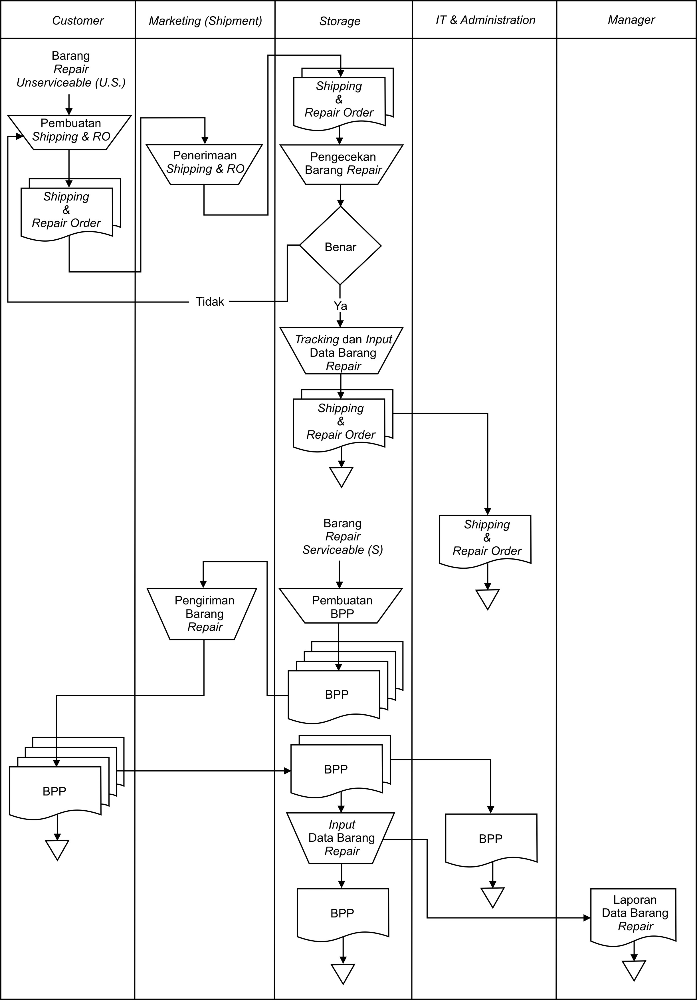 Customer
Marketing (Shipment)
Storage
IT & Administration
Manager
Barang
Repair
Unserviceable (U.S.)
Pembuatan
Shipping & RO
Shipping
&
Repair Order
Penerimaan
Shipping & RO
Shipping
&
Repair Order
Pengecekan
Barang Repair
Benar
Tidak
Ya
Tracking dan Input
Data Barang
Repair
Shipping
&
Repair Order
Shipping
&
Repair Order
Barang
Repair
Serviceable (S)
Pembuatan
BPP
BPP
Pengiriman
Barang
Repair
BPP
BPP
Input
Data Barang
Repair
BPP
BPP
Laporan
Data Barang
Repair